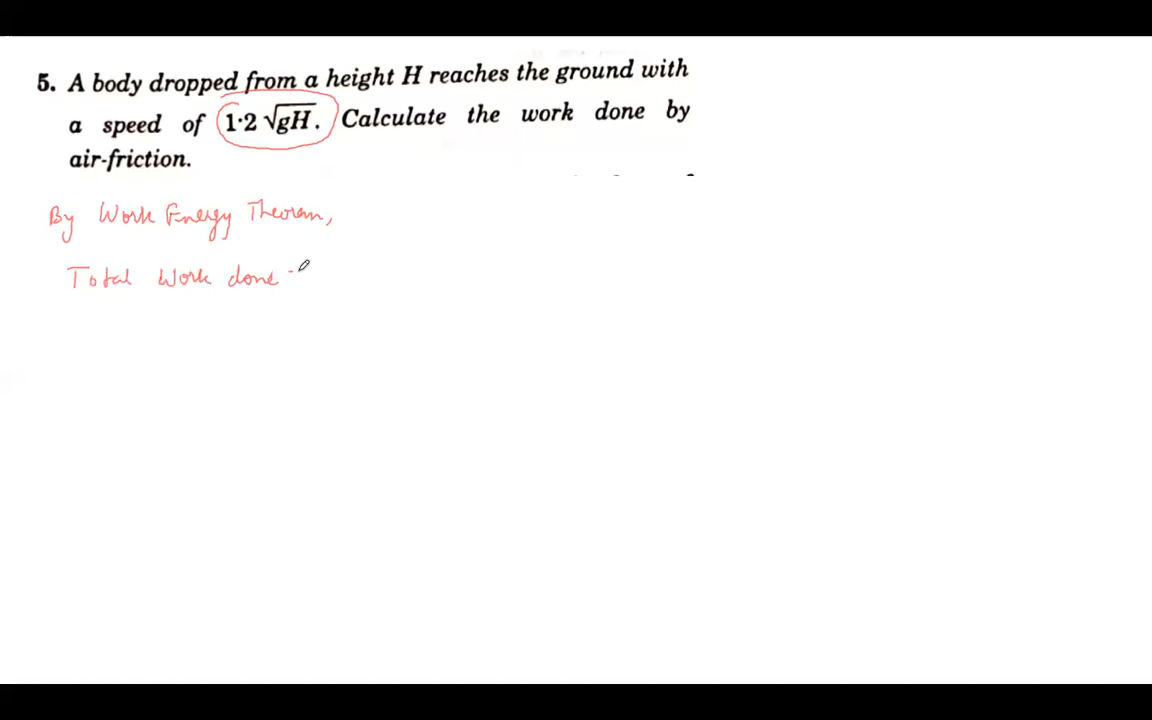 5. A body dropped from a height H reaches the ground with
a speed of 1·2 √gH. Calculate the work done by
air-friction.
By Work Energy Theorem,
Total Work done -